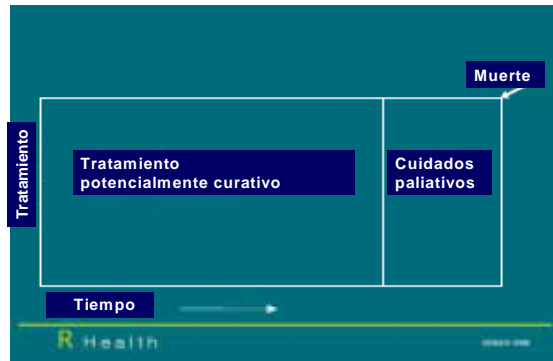 Muerte
Tratamiento
Tratamiento
potencialmente curativo
Cuidados
paliativos
Tiempo
R Health